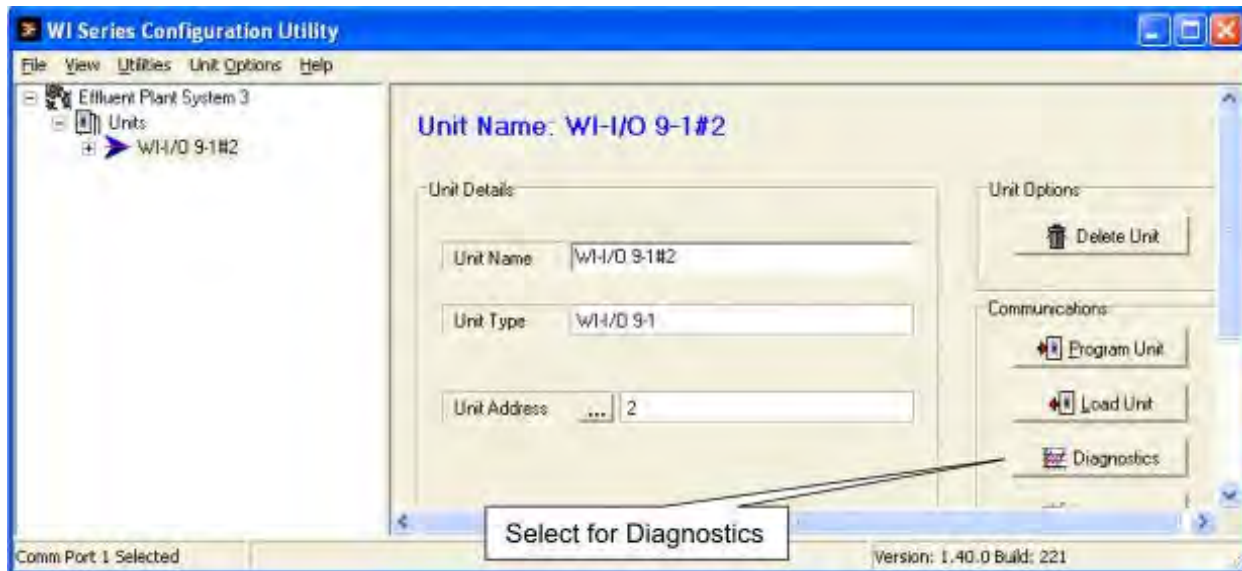 WI Series Configuration Utility
File View Utilities Unit Options Help
Effluent Plant System 3
Units
WI-I/O 9-1#2
Unit Name: WI-I/O 9-1#2
Unit Details
Unit Name WI-I/O 9-1#2
Unit Type WI-I/O 9-1
Unit Address ... 2
Unit Options
Delete Unit
Communications
Program Unit
Load Unit
Diagnostics
Select for Diagnostics
Comm Port 1 Selected
Version: 1.40.0 Build: 221